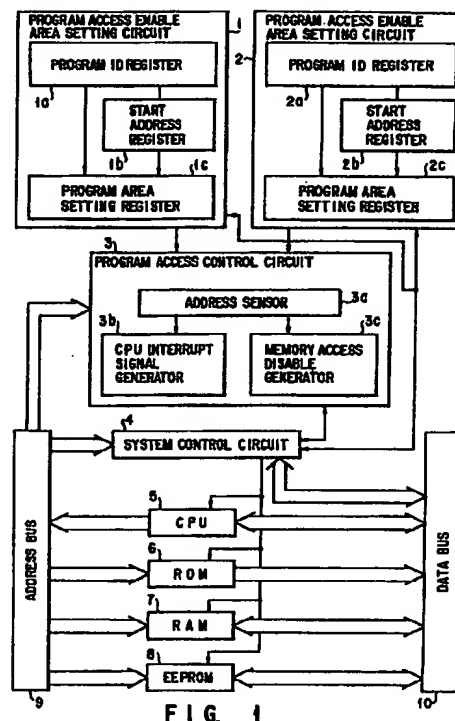 PROGRAM ACCESS ENABLE
AREA SETTING CIRCUIT
1
PROGRAM ID REGISTER
1a
START
ADDRESS
REGISTER
1b
1c
PROGRAM AREA
SETTING REGISTER
PROGRAM ACCESS ENABLE
AREA SETTING CIRCUIT
2
PROGRAM ID REGISTER
2a
START
ADDRESS
REGISTER
2b
2c
PROGRAM AREA
SETTING REGISTER
3
PROGRAM ACCESS CONTROL CIRCUIT
ADDRESS SENSOR
3a
3b
CPU INTERRUPT
SIGNAL
GENERATOR
3c
MEMORY ACCESS
DISABLE
GENERATOR
4
SYSTEM CONTROL CIRCUIT
5
CPU
6
ROM
7
RAM
8
EEPROM
ADDRESS BUS
9
DATA BUS
10
FIG. 1